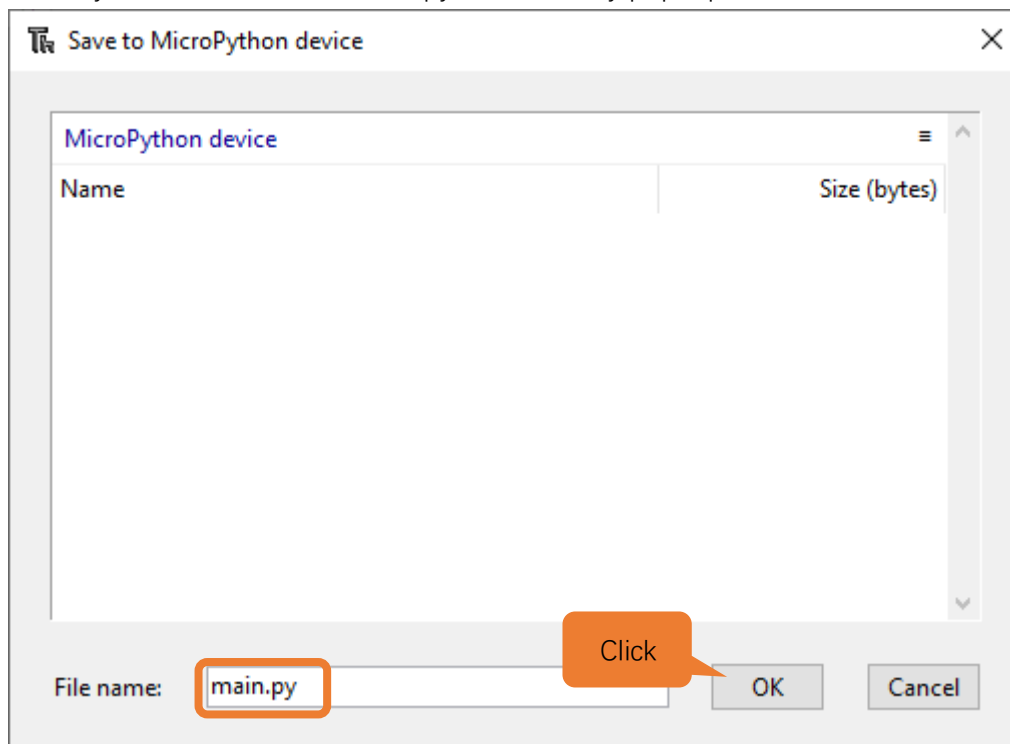 Save to MicroPython device
MicroPython device
Name Size (bytes)
Click
File name: main.py OK Cancel